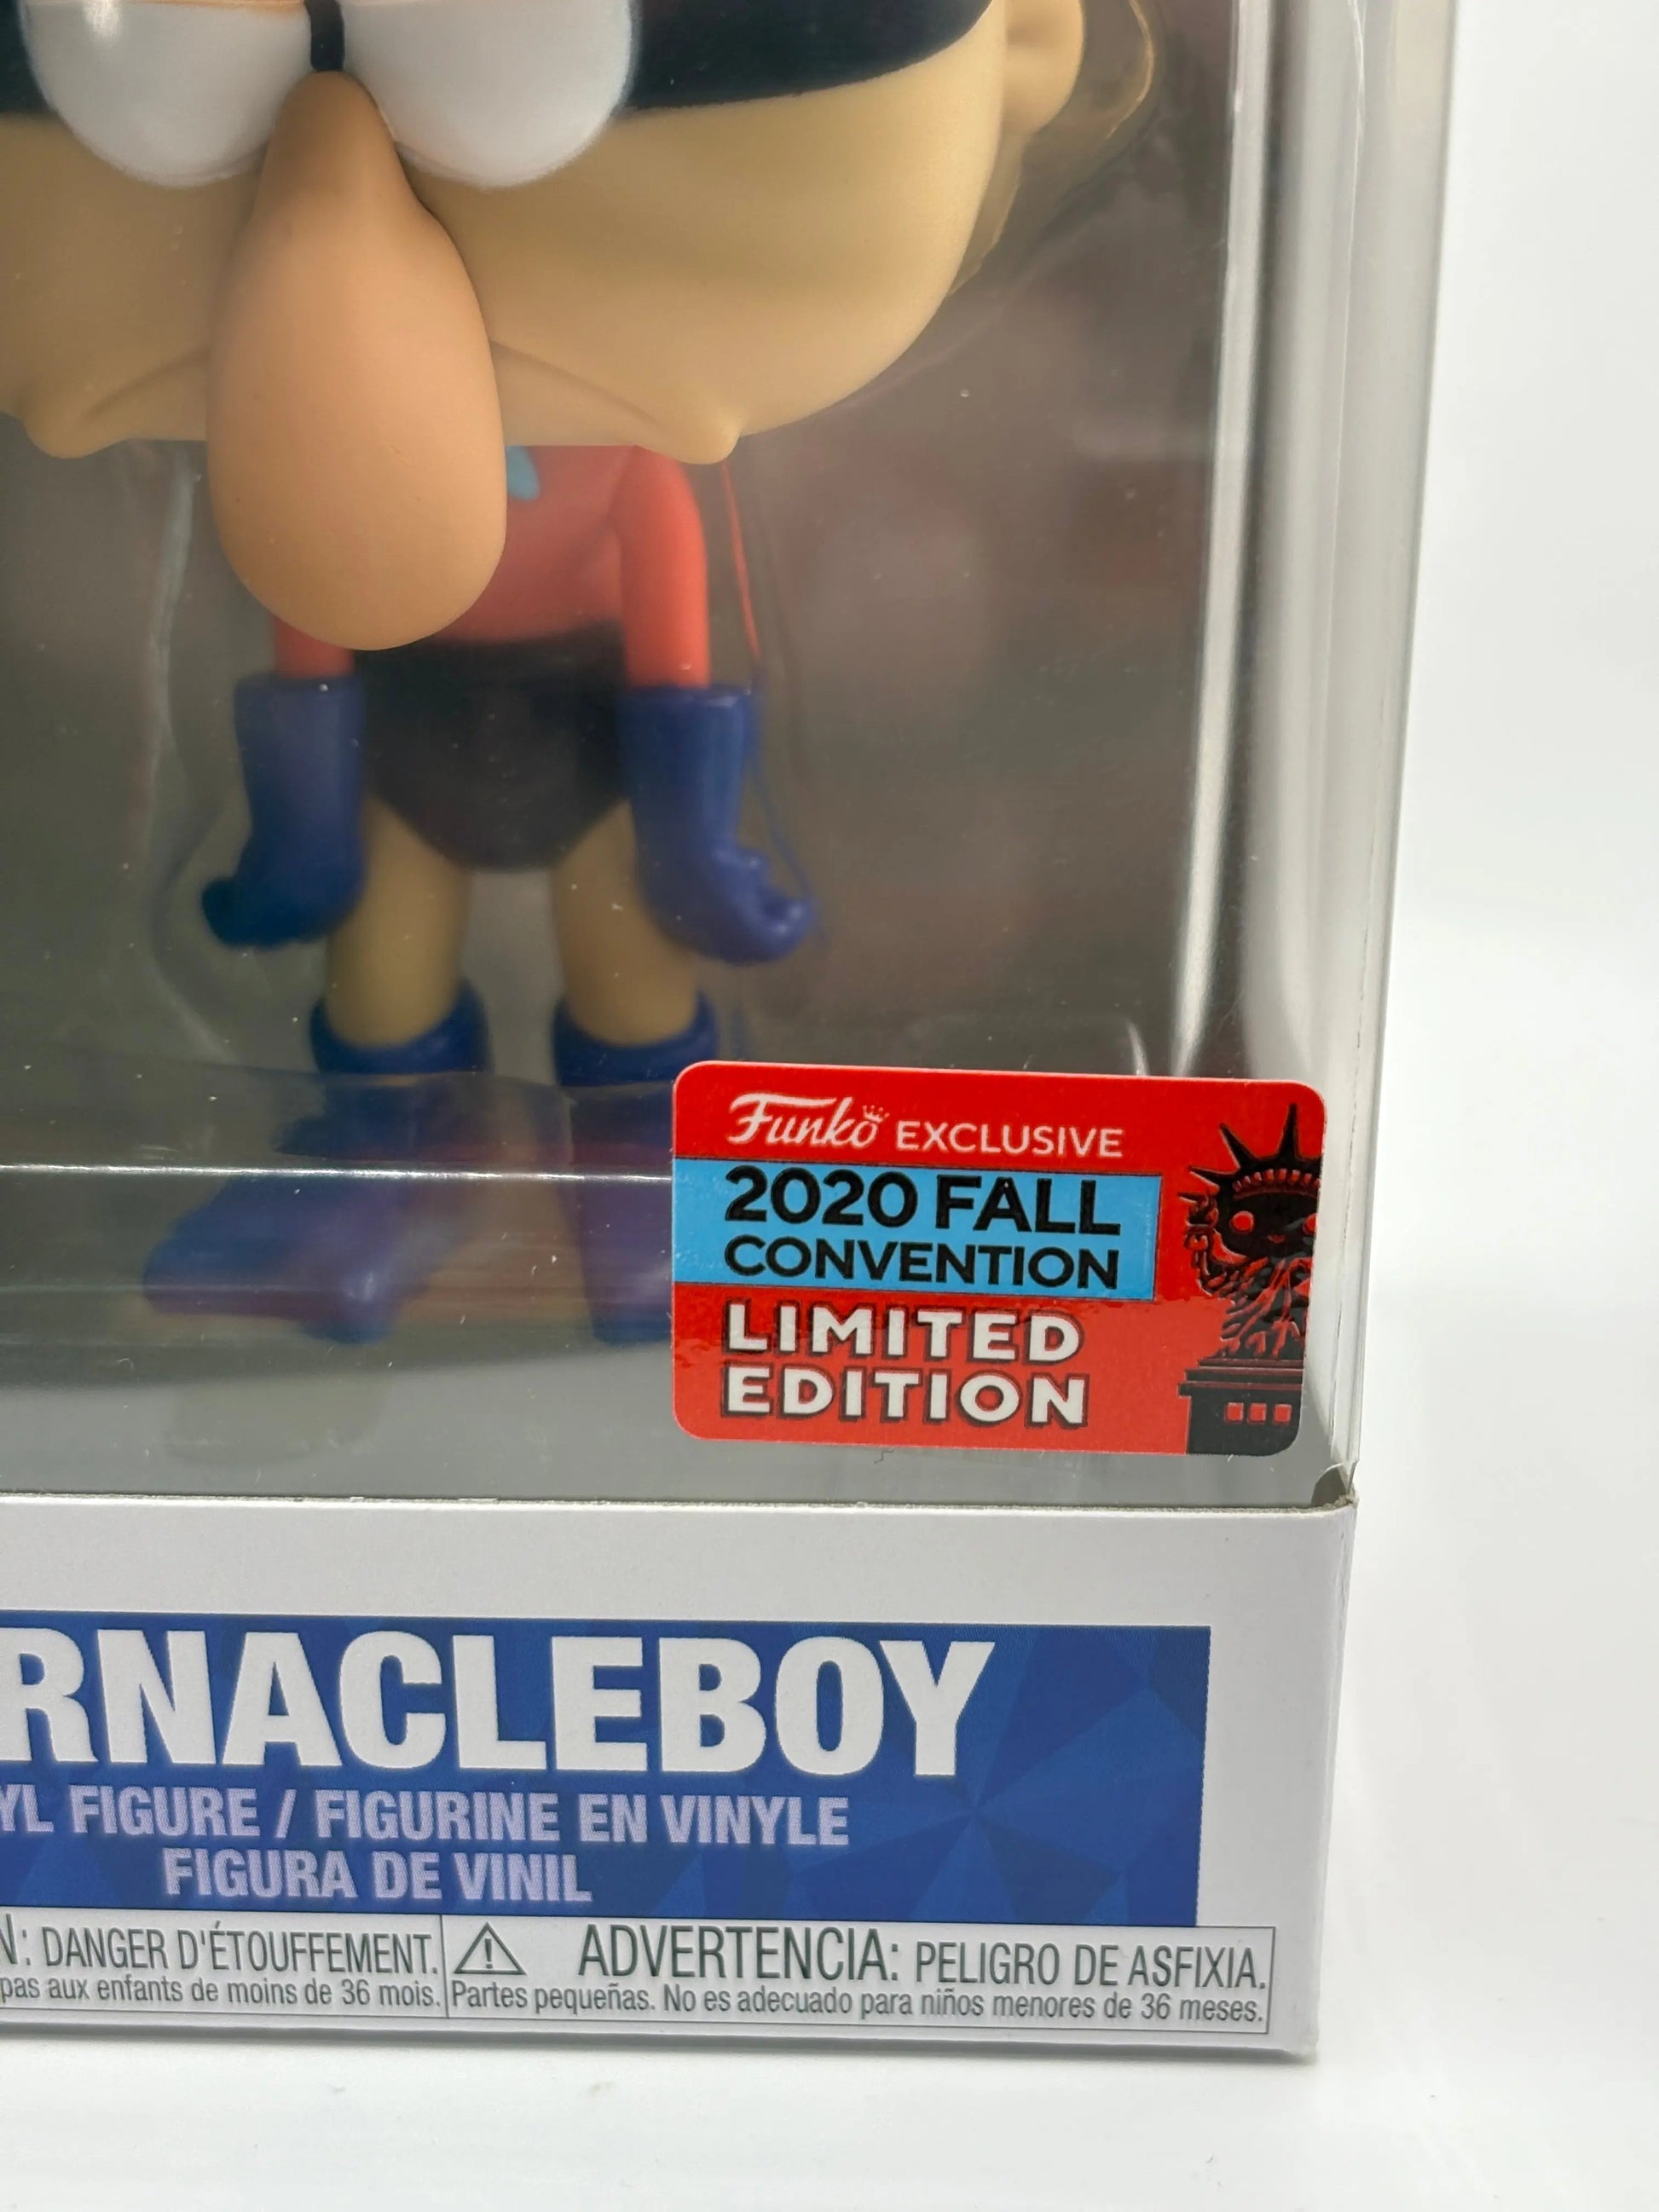 Funko EXCLUSIVE
2020 FALL
CONVENTION
LIMITED
EDITION
RNACLEBOY
YL FIGURE / FIGURINE EN VINYLE
FIGURA DE VINIL
N: DANGER D'ÉTOUFFEMENT.
pas aux enfants de moins de 36 mois.
ADVERTENCIA: PELIGRO DE ASFIXIA.
Partes pequeñas. No es adecuado para niños menores de 36 meses.